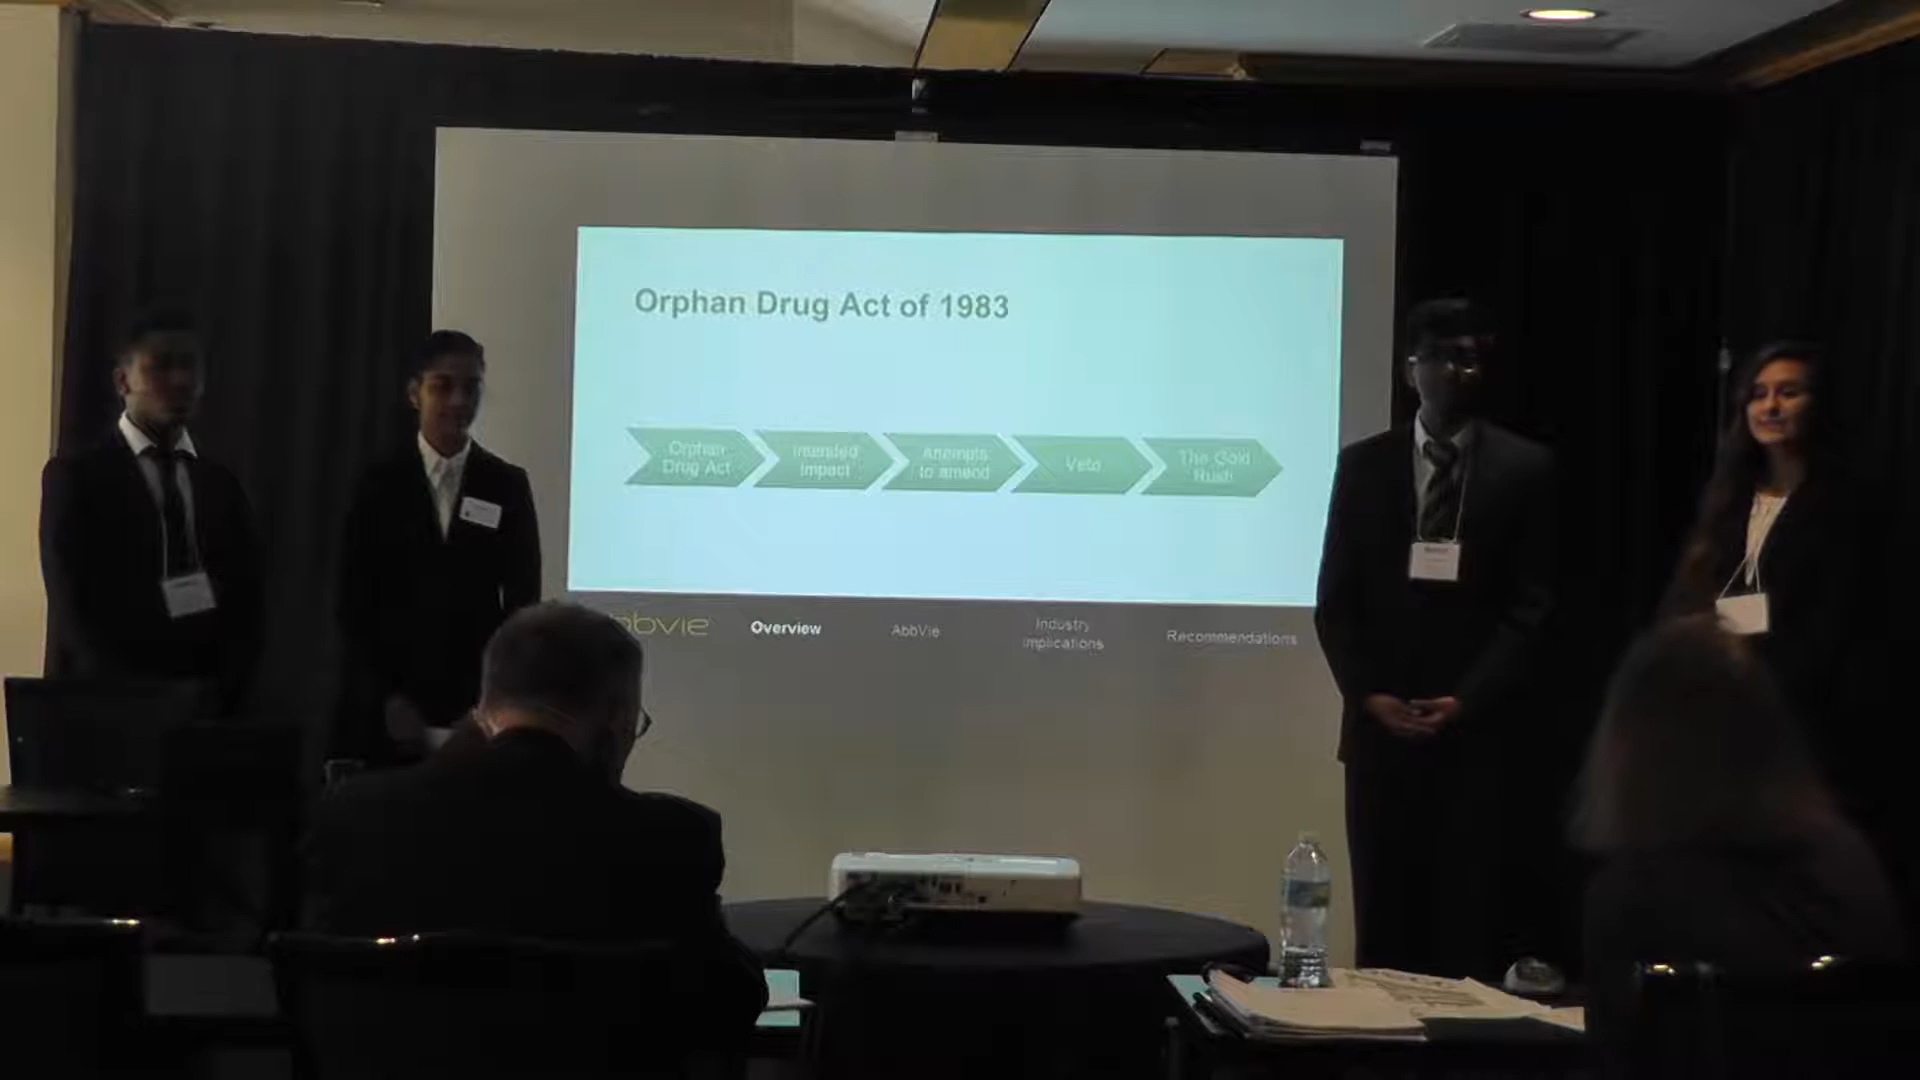 Orphan Drug Act of 1983
Orphan
Drug Act
Intended
Impact
Attempts
to amend
Veto
The Gold
Rush
bbvie
Overview
AbbVie
Industry
Implications
Recommendations